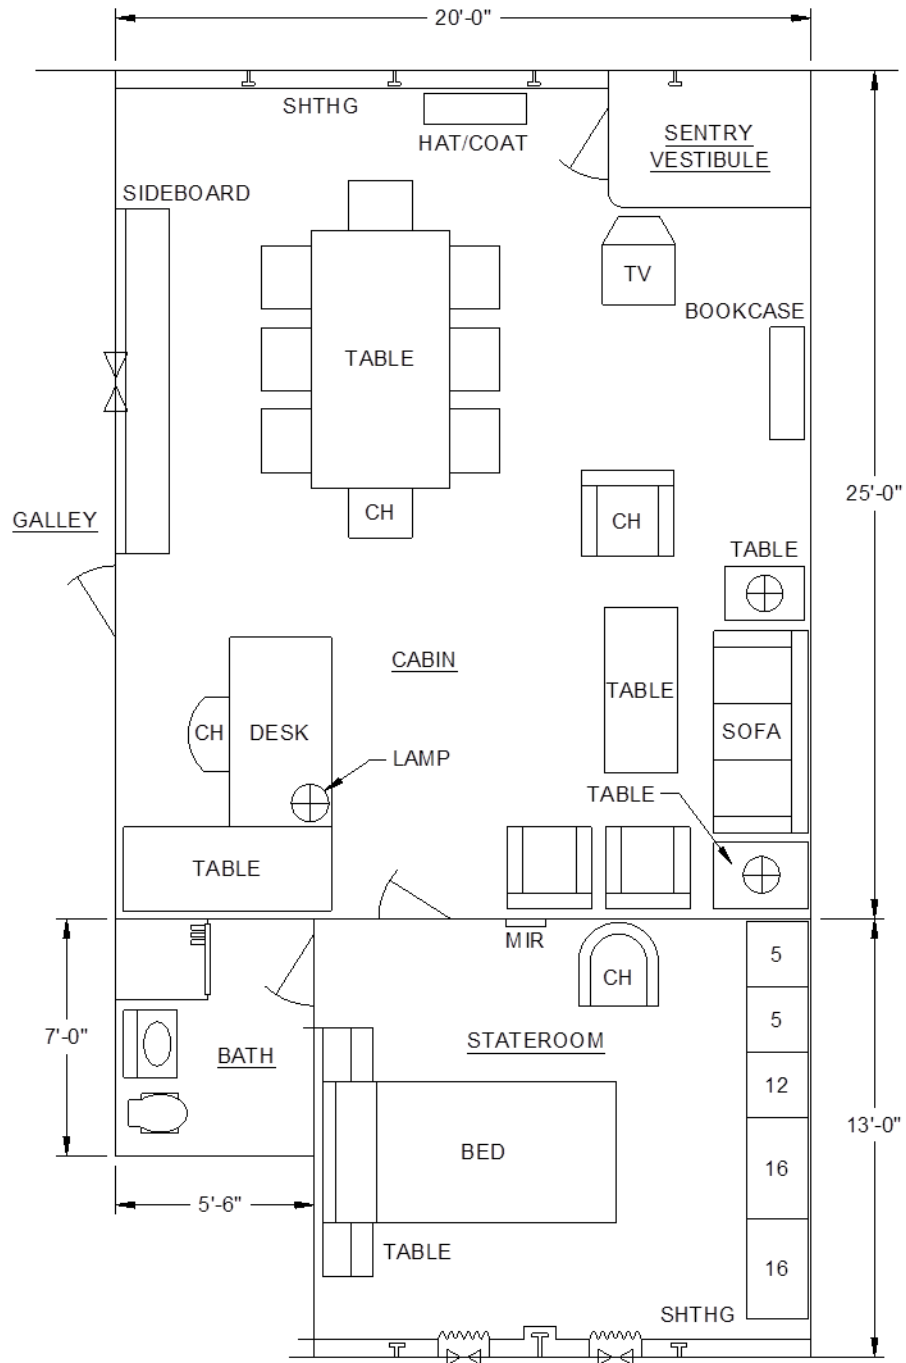 20'-0"
SHTHG
HAT/COAT
SENTRY
VESTIBULE
SIDEBOARD
TV
BOOKCASE
TABLE
CH
CH
25'-0"
GALLEY
TABLE
CABIN
TABLE
CH
DESK
SOFA
LAMP
TABLE
TABLE
MIR
CH
5
7'-0"
BATH
STATEROOM
5
12
13'-0"
BED
16
5'-6"
TABLE
16
SHTHG